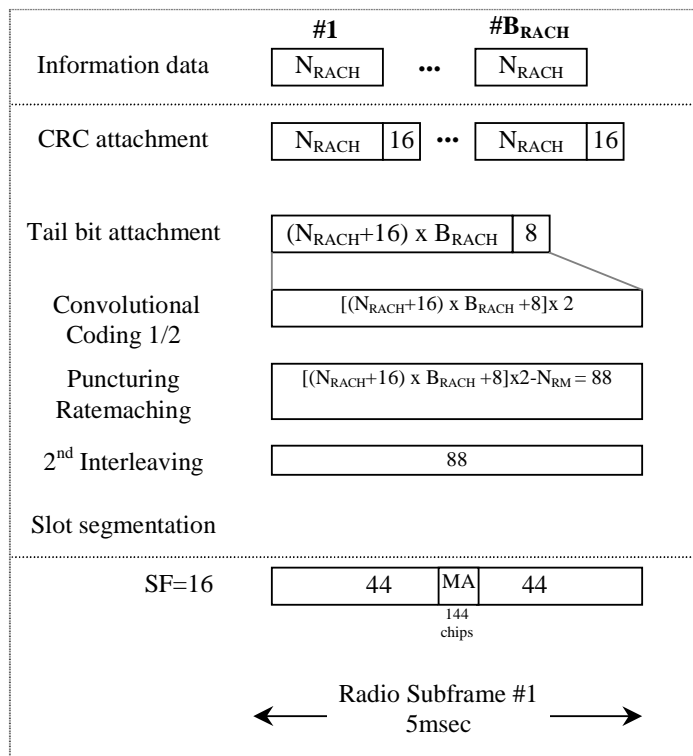 #1 #B_RACH
Information data N_RACH ... N_RACH
CRC attachment N_RACH 16 ... N_RACH 16
Tail bit attachment (N_RACH+16) x B_RACH 8
Convolutional
Coding 1/2
[(N_RACH+16) x B_RACH +8]x 2
Puncturing
Ratemaching
[(N_RACH+16) x B_RACH +8]x2-N_RM = 88
2nd Interleaving 88
Slot segmentation
SF=16 44 MA 44
144
chips
Radio Subframe #1
5msec